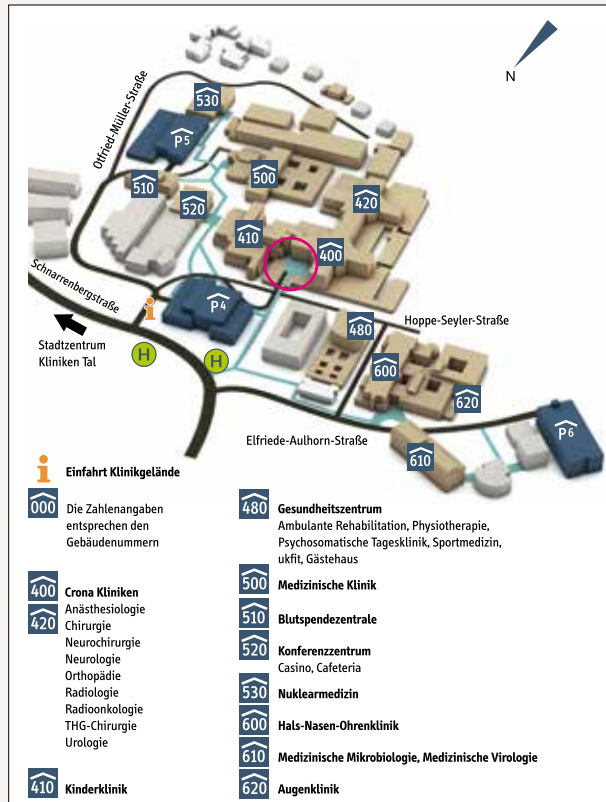 N
Otfried-Müller-Straße
530
P5
510
500
520
420
410
400
Schnarrenbergstraße
P4
Hoppe-Seyler-Straße
Stadtzentrum
Kliniken Tal
H
H
480
600
620
P6
Elfriede-Aulhorn-Straße
610
i
i Einfahrt Klinikgelände
000 Die Zahlenangaben
entsprechen den
Gebäudenummern
400 Crona Kliniken
420 Anästhesiologie
Chirurgie
Neurochirurgie
Neurologie
Orthopädie
Radiologie
Radioonkologie
THG-Chirurgie
Urologie
410 Kinderklinik
480 Gesundheitszentrum
Ambulante Rehabilitation, Physiotherapie,
Psychosomatische Tagesklinik, Sportmedizin,
ukfit, Gästehaus
500 Medizinische Klinik
510 Blutspendezentrale
520 Konferenzzentrum
Casino, Cafeteria
530 Nuklearmedizin
600 Hals-Nasen-Ohrenklinik
610 Medizinische Mikrobiologie, Medizinische Virologie
620 Augenklinik